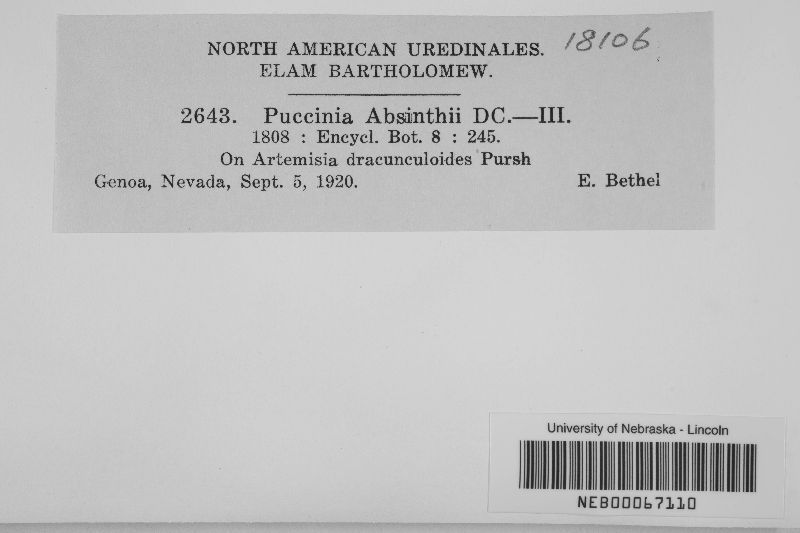 NORTH AMERICAN UREDINALES. 18106
ELAM BARTHOLOMEW.
2643. Puccinia Absinthii DC.—III.
1808 : Encycl. Bot. 8 : 245.
On Artemisia dracunculoides Pursh
Genoa, Nevada, Sept. 5, 1920. E. Bethel
University of Nebraska - Lincoln
NEB00067110